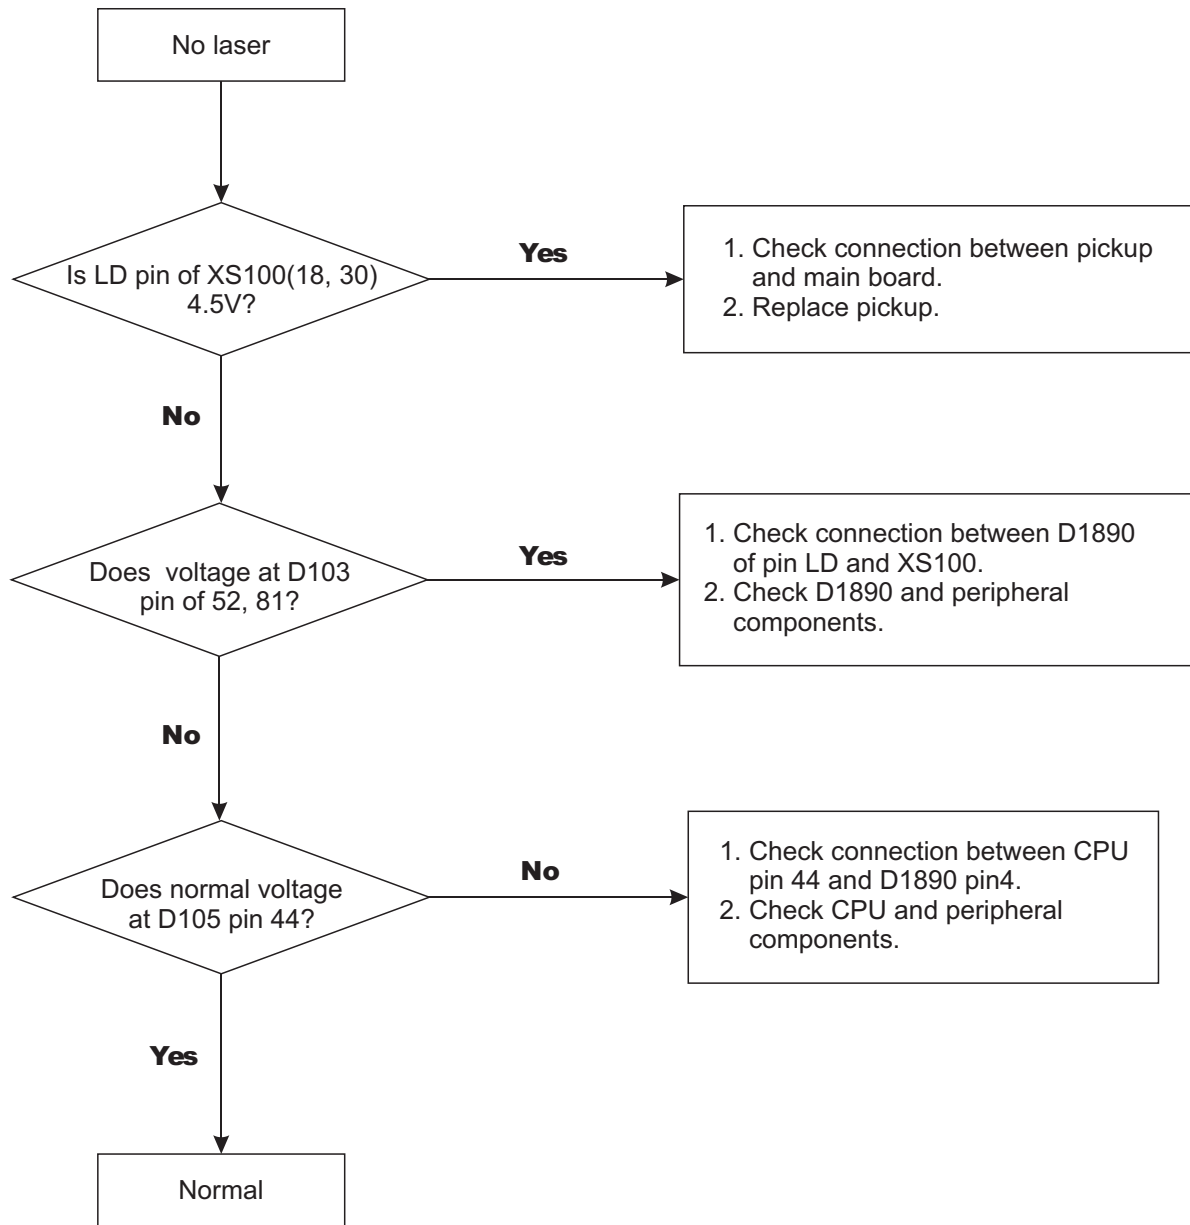 No laser
Is LD pin of XS100(18, 30)
4.5V?
Yes
1. Check connection between pickup
and main board.
2. Replace pickup.
No
Does  voltage at D103
pin of 52, 81?
Yes
1. Check connection between D1890
of pin LD and XS100.
2. Check D1890 and peripheral
components.
No
Does normal voltage
at D105 pin 44?
No
1. Check connection between CPU
pin 44 and D1890 pin4.
2. Check CPU and peripheral
components.
Yes
Normal